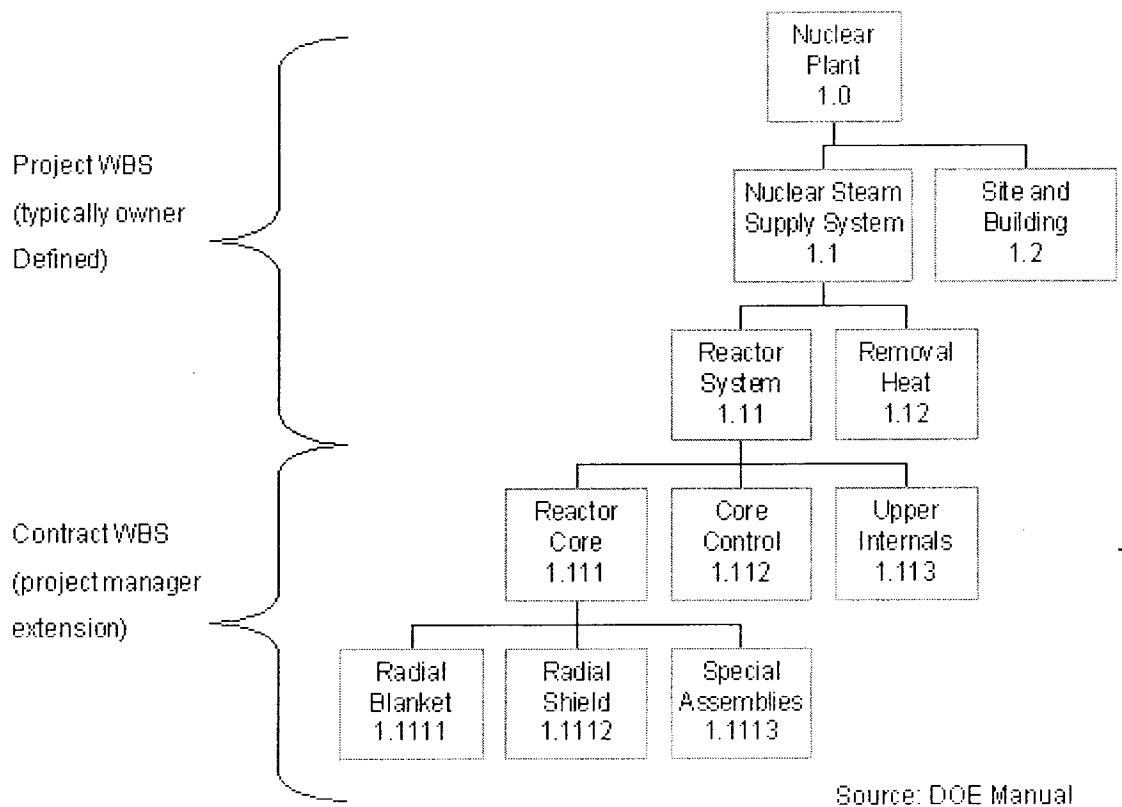 Nuclear
Plant
1.0
Project WBS
(typically owner
Defined)
Nuclear Steam
Supply System
1.1
Site and
Building
1.2
Reactor
System
1.11
Removal
Heat
1.12
Contract WBS
(project manager
extension)
Reactor
Core
1.111
Core
Control
1.112
Upper
Internals
1.113
Radial
Blanket
1.1111
Radial
Shield
1.1112
Special
Assemblies
1.1113
Source: DOE Manual